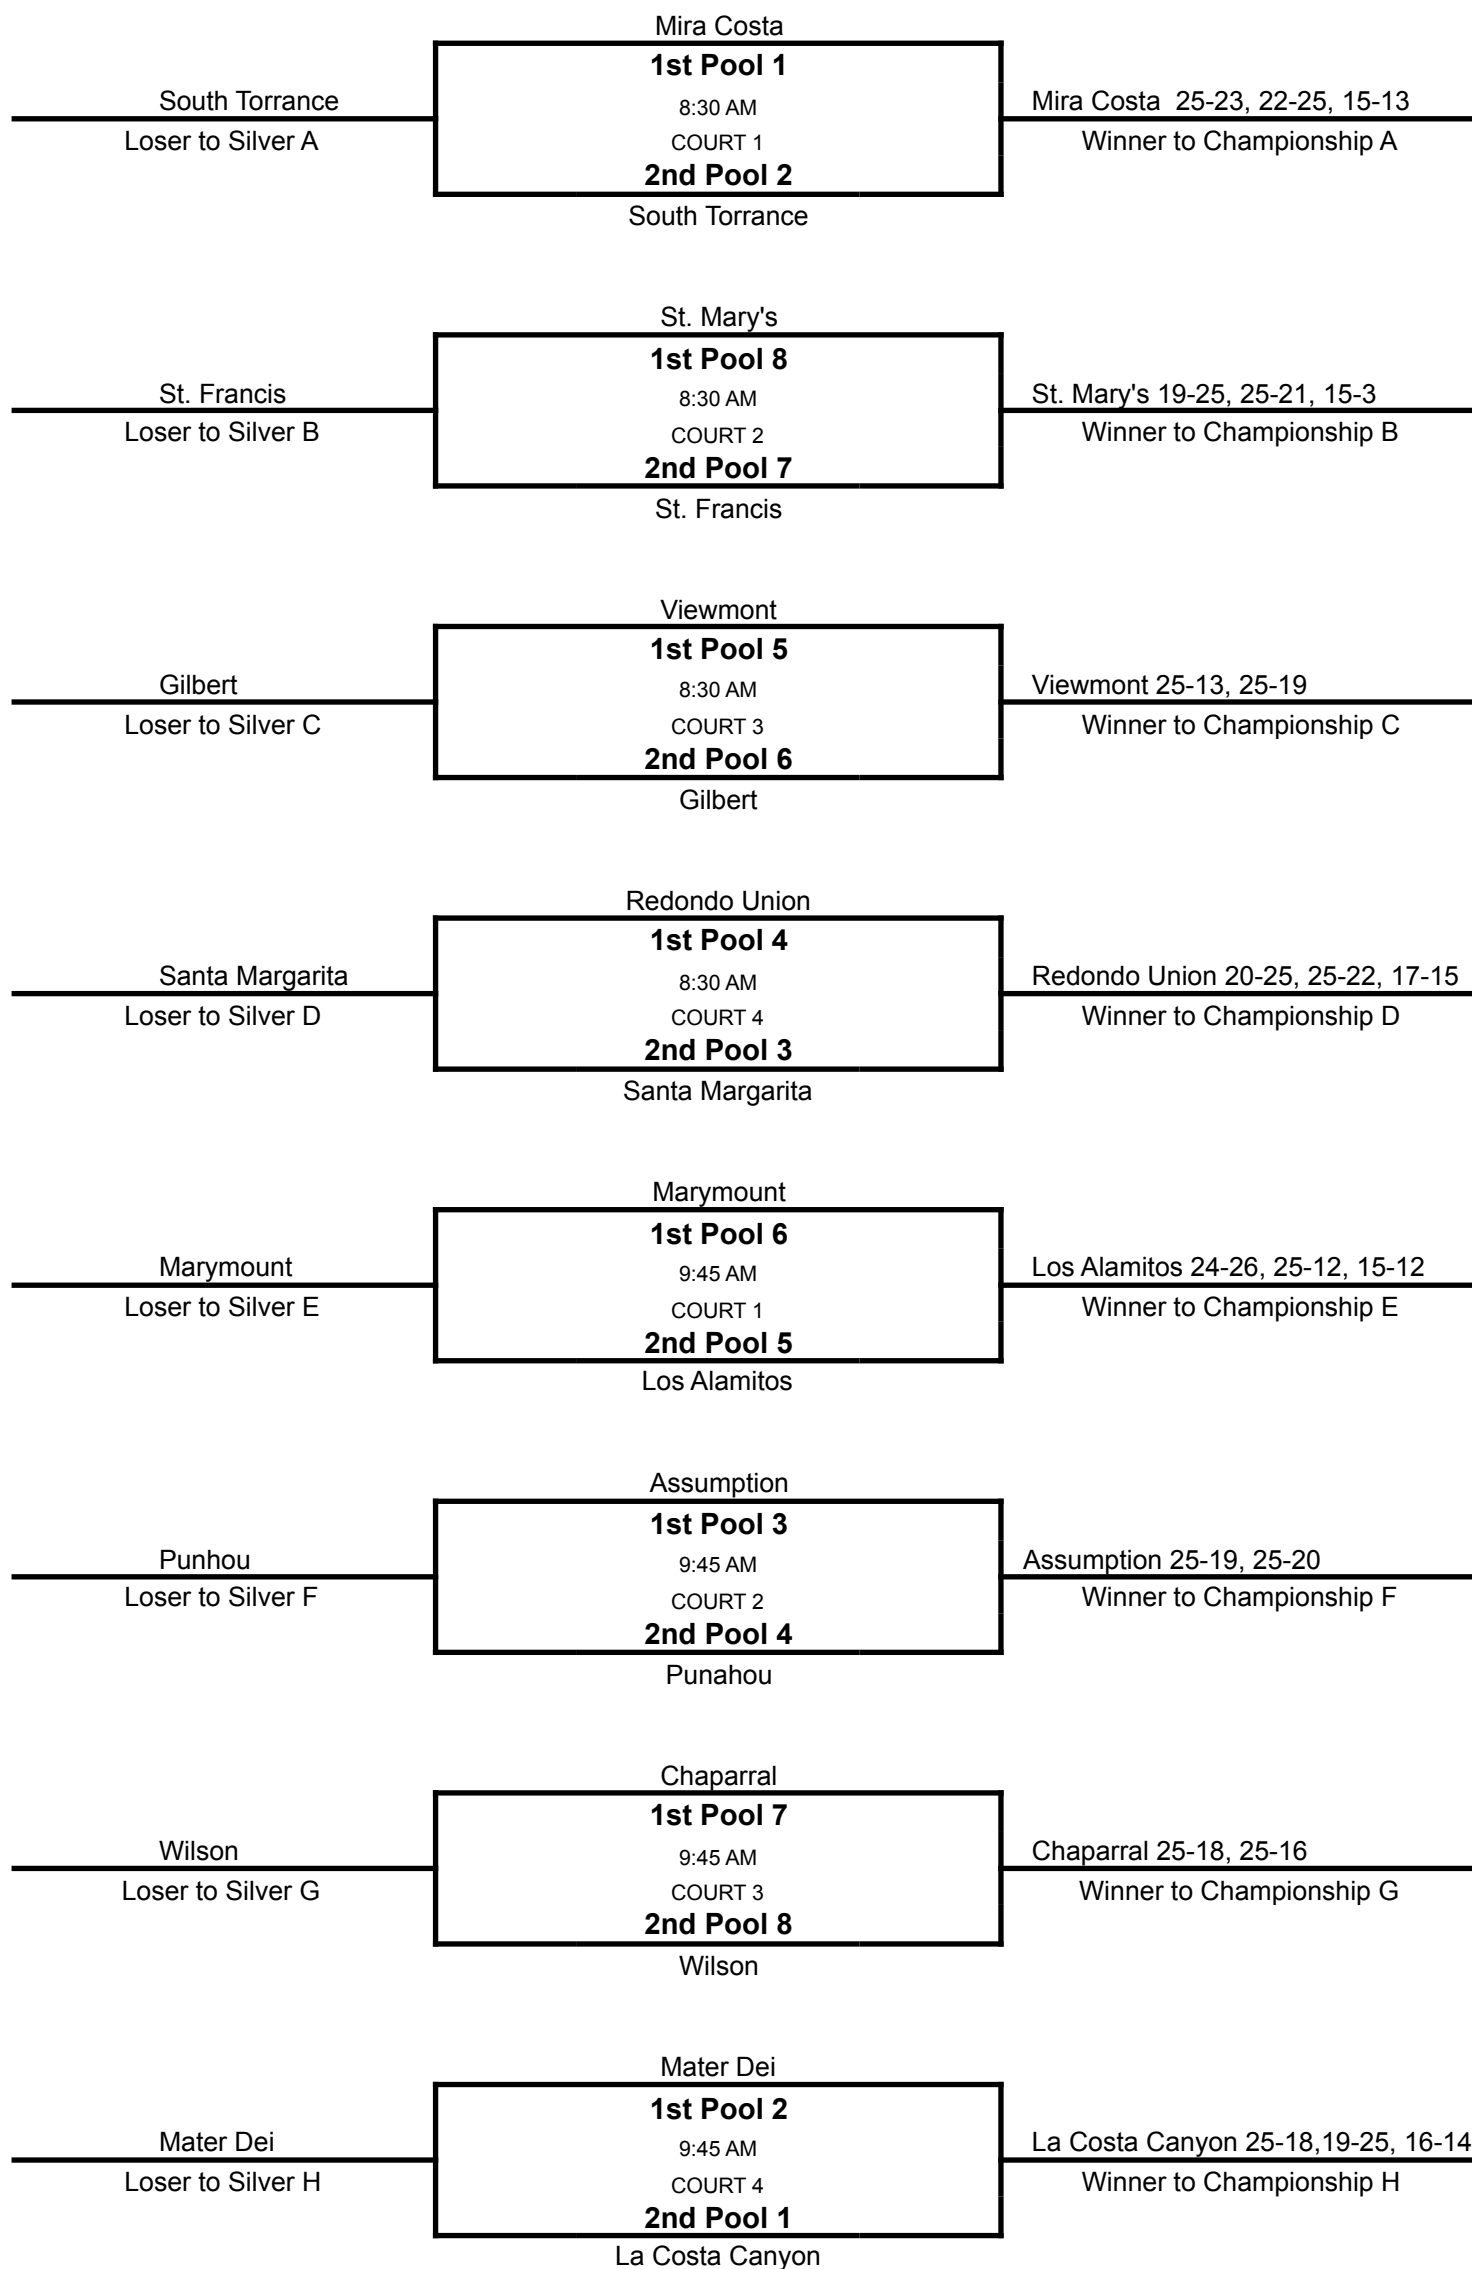 Mira Costa
1st Pool 1
South Torrance 8:30 AM Mira Costa 25-23, 22-25, 15-13
Loser to Silver A COURT 1 Winner to Championship A
2nd Pool 2
South Torrance
St. Mary's
1st Pool 8
St. Francis 8:30 AM St. Mary's 19-25, 25-21, 15-3
Loser to Silver B COURT 2 Winner to Championship B
2nd Pool 7
St. Francis
Viewmont
1st Pool 5
Gilbert 8:30 AM Viewmont 25-13, 25-19
Loser to Silver C COURT 3 Winner to Championship C
2nd Pool 6
Gilbert
Redondo Union
1st Pool 4
Santa Margarita 8:30 AM Redondo Union 20-25, 25-22, 17-15
Loser to Silver D COURT 4 Winner to Championship D
2nd Pool 3
Santa Margarita
Marymount
1st Pool 6
Marymount 9:45 AM Los Alamitos 24-26, 25-12, 15-12
Loser to Silver E COURT 1 Winner to Championship E
2nd Pool 5
Los Alamitos
Assumption
1st Pool 3
Punhou 9:45 AM Assumption 25-19, 25-20
Loser to Silver F COURT 2 Winner to Championship F
2nd Pool 4
Punahou
Chaparral
1st Pool 7
Wilson 9:45 AM Chaparral 25-18, 25-16
Loser to Silver G COURT 3 Winner to Championship G
2nd Pool 8
Wilson
Mater Dei
1st Pool 2
Mater Dei 9:45 AM La Costa Canyon 25-18,19-25, 16-14
Loser to Silver H COURT 4 Winner to Championship H
2nd Pool 1
La Costa Canyon